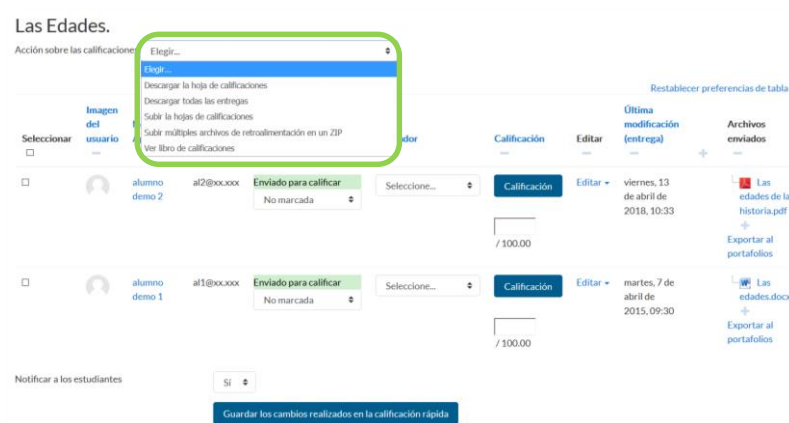 Las Edades.
Acción sobre las calificaciones
Elegir...
Elegir...
Descargar la hoja de calificaciones
Descargar todas las entregas
Subir la hojas de calificaciones
Subir múltiples archivos de retroalimentación en un ZIP
Ver libro de calificaciones
Restablecer preferencias de tabla
Seleccionar
Imagen
del
usuario
Calificación
Editar
Última
modificación
(entrega)
Archivos
enviados
alumno
demo 2
al2@xx.xxx
Enviado para calificar
No marcada
Seleccione...
Calificación
/ 100.00
Editar
viernes, 13
de abril de
2018, 10:33
Las
edades de la
historia.pdf
Exportar al
portafolios
alumno
demo 1
al1@xx.xxx
Enviado para calificar
No marcada
Seleccione...
Calificación
/ 100.00
Editar
martes, 7 de
abril de
2015, 09:30
Las
edades.docx
Exportar al
portafolios
Notificar a los estudiantes
Sí
Guardar los cambios realizados en la calificación rápida